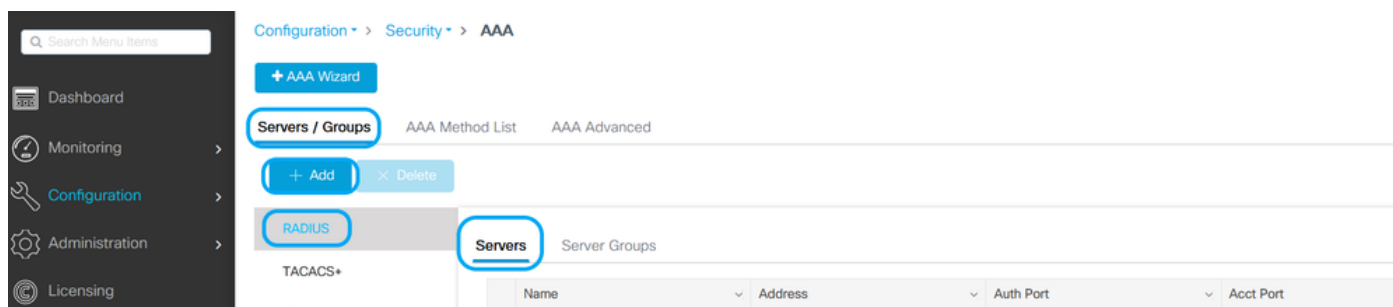 Search Menu Items
Dashboard
Monitoring
Configuration
Administration
Licensing
Configuration > Security > AAA
+ AAA Wizard
Servers / Groups AAA Method List AAA Advanced
+ Add × Delete
RADIUS
TACACS+
Servers Server Groups
Name Address Auth Port Acct Port